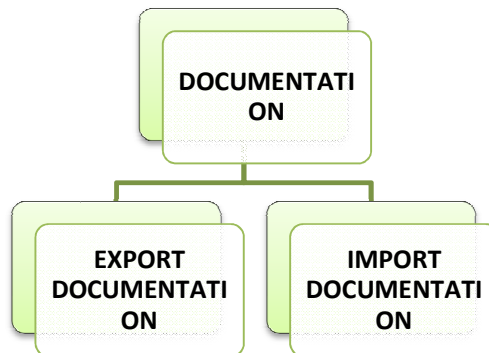 DOCUMENTATI
ON
EXPORT
DOCUMENTATI
ON
IMPORT
DOCUMENTATI
ON